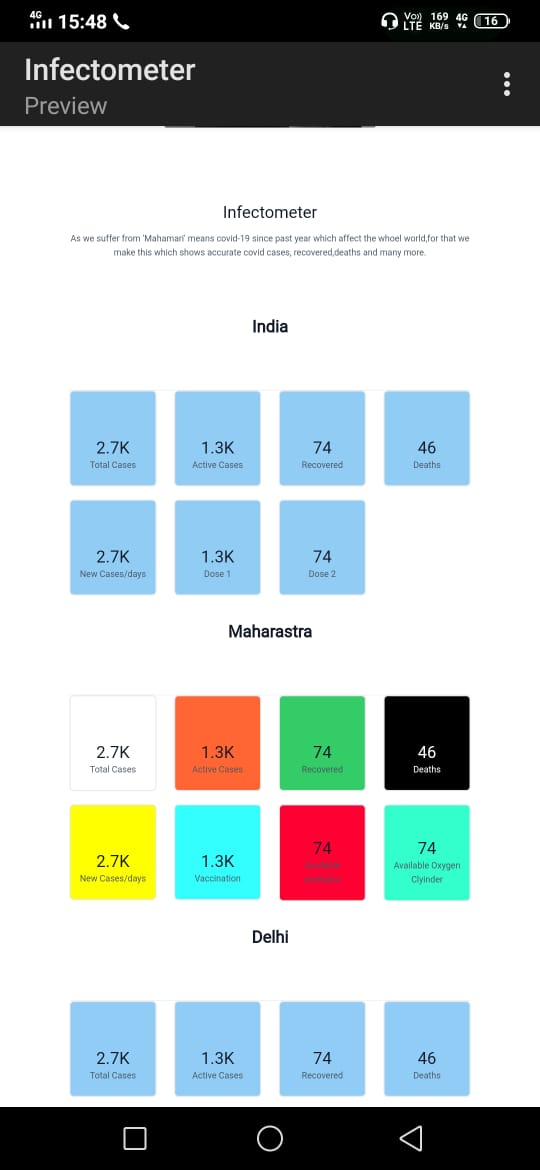 4G 15:48 Vo)) LTE 169 KB/s 4G 16
Infectometer
Preview
Infectometer
As we suffer from 'Mahamari' means covid-19 since past year which affect the whoel world,for that we
make this which shows accurate covid cases, recovered,deaths and many more.
India
2.7K 1.3K 74 46
Total Cases Active Cases Recovered Deaths
2.7K 1.3K 74
New Cases/days Dose 1 Dose 2
Maharastra
2.7K 1.3K 74 46
Total Cases Active Cases Recovered Deaths
74 74
Available Oxygen
2.7K 1.3K
New Cases/days Vaccination Clyinder
Delhi
2.7K 1.3K 74 46
Total Cases Active Cases Recovered Deaths